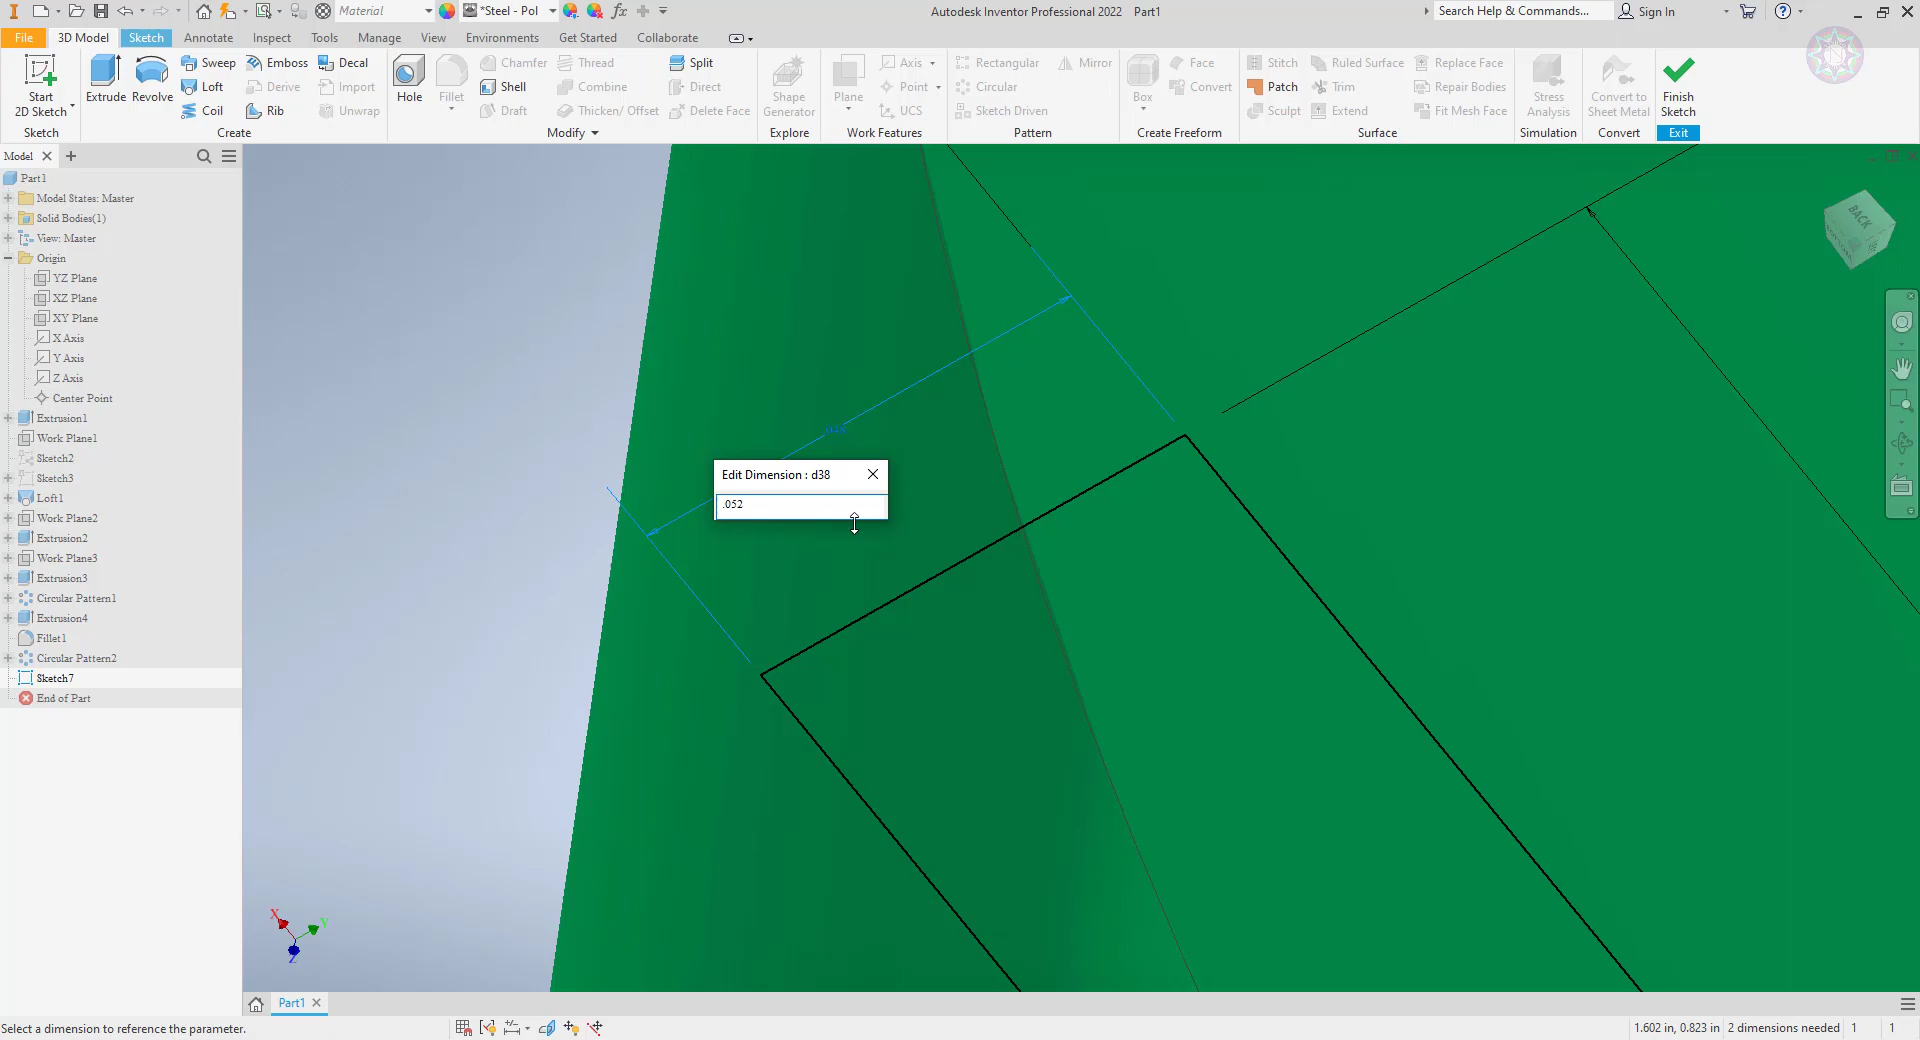 Material
*Steel - Pol
Autodesk Inventor Professional 2022 Part1
Search Help & Commands...
Sign In
File
3D Model
Sketch
Annotate
Inspect
Tools
Manage
View
Environments
Get Started
Collaborate
Start
2D Sketch
Sketch
Extrude
Revolve
Sweep
Loft
Coil
Emboss
Derive
Rib
Decal
Import
Unwrap
Create
Hole
Fillet
Chamfer
Shell
Draft
Thread
Combine
Thicken/ Offset
Split
Direct
Delete Face
Modify
Shape
Generator
Explore
Plane
Axis
Point
UCS
Work Features
Rectangular
Circular
Sketch Driven
Mirror
Pattern
Box
Face
Convert
Create Freeform
Stitch
Patch
Sculpt
Ruled Surface
Trim
Extend
Replace Face
Repair Bodies
Fit Mesh Face
Surface
Stress
Analysis
Simulation
Convert to
Sheet Metal
Convert
Finish
Sketch
Exit
Model
Part1
Model States: Master
Solid Bodies(1)
View: Master
Origin
YZ Plane
XZ Plane
XY Plane
X Axis
Y Axis
Z Axis
Center Point
Extrusion1
Work Plane1
Sketch2
Sketch3
Loft1
Work Plane2
Extrusion2
Work Plane3
Extrusion3
Circular Pattern1
Extrusion4
Fillet1
Circular Pattern2
Sketch7
End of Part
BACK
Edit Dimension : d38
.052
X
Y
Z
Part1
Select a dimension to reference the parameter.
1.602 in, 0.823 in
2 dimensions needed
1
1